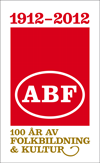 1912–2012
ABF
100 ÅR AV
FOLKBILDNING
& KULTUR